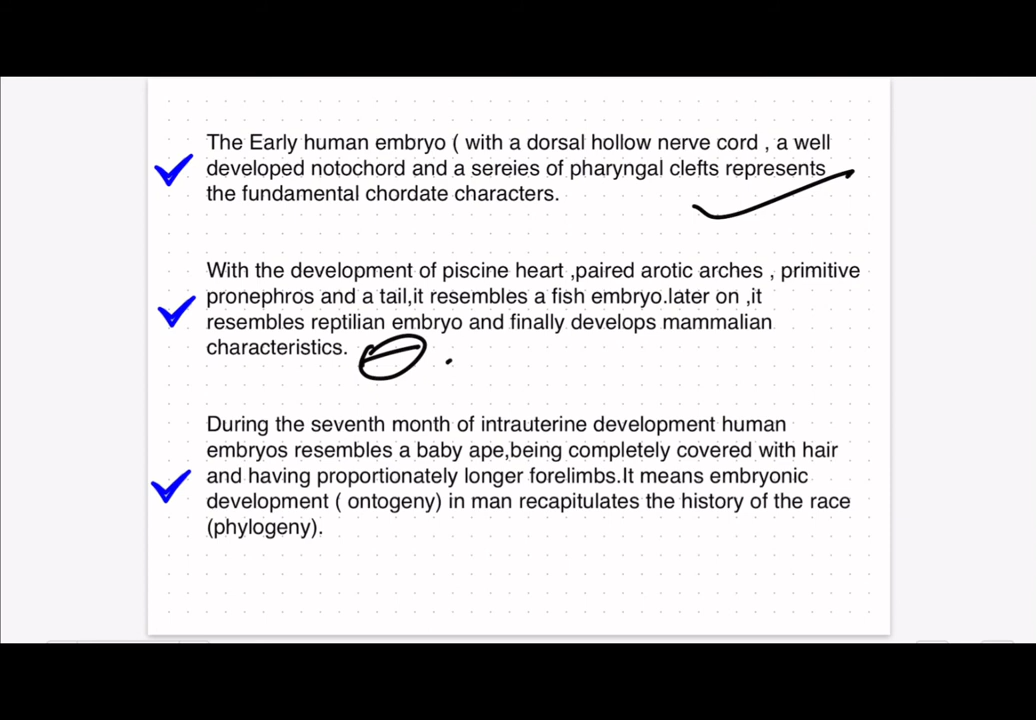 The Early human embryo ( with a dorsal hollow nerve cord , a well
developed notochord and a sereies of pharyngal clefts represents
the fundamental chordate characters.
With the development of piscine heart ,paired arotic arches , primitive
pronephros and a tail,it resembles a fish embryo.later on ,it
resembles reptilian embryo and finally develops mammalian
characteristics.
During the seventh month of intrauterine development human
embryos resembles a baby ape,being completely covered with hair
and having proportionately longer forelimbs.It means embryonic
development ( ontogeny) in man recapitulates the history of the race
(phylogeny).